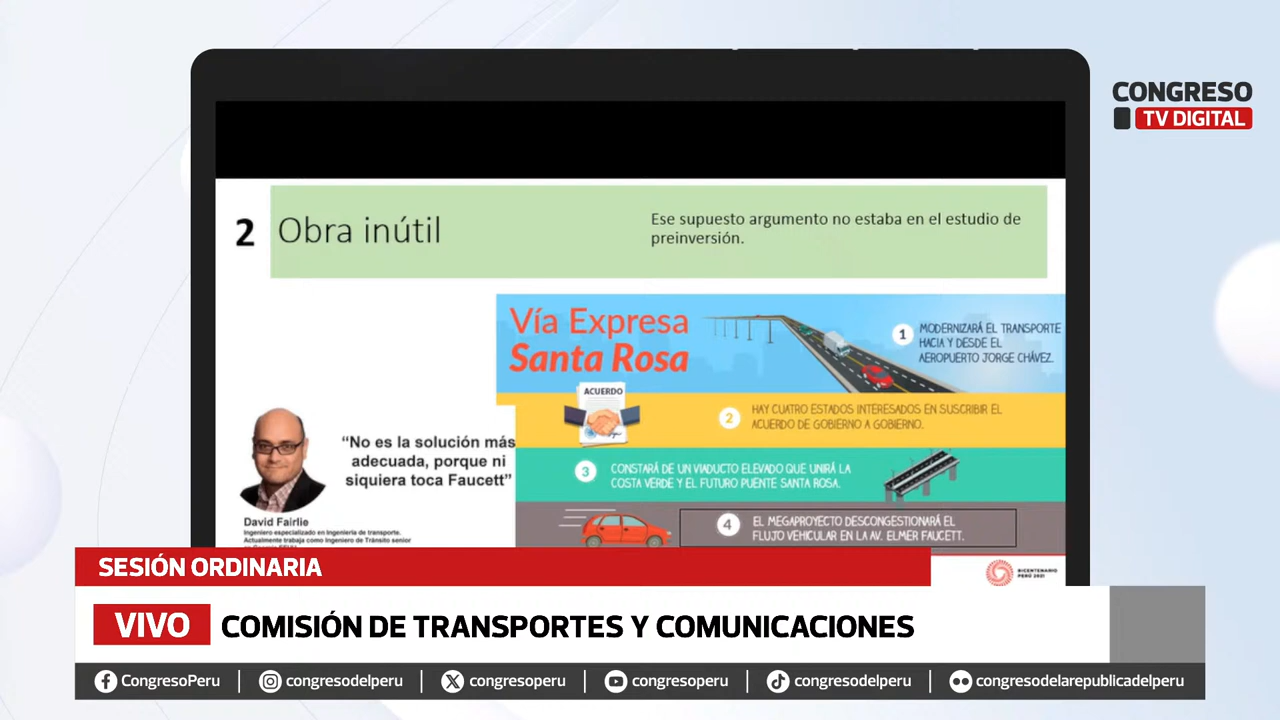 CONGRESO
TV DIGITAL
2 Obra inútil
Ese supuesto argumento no estaba en el estudio de
preinversión.
Vía Expresa
Santa Rosa
1 MODERNIZARÁ EL TRANSPORTE
HACIA Y DESDE EL
AEROPUERTO JORGE CHÁVEZ.
ACUERDO
2 HAY CUATRO ESTADOS INTERESADOS EN SUSCRIBIR EL
ACUERDO DE GOBIERNO A GOBIERNO.
3 CONSTARÁ DE UN VIADUCTO ELEVADO QUE UNIRÁ LA
COSTA VERDE Y EL FUTURO PUENTE SANTA ROSA.
4 EL MEGAPROYECTO DESCONGESTIONARÁ EL
FLUJO VEHICULAR EN LA AV. ELMER FAUCETT.
“No es la solución más
adecuada, porque ni
siquiera toca Faucett”
David Fairlie
Ingeniero especializado en Ingeniería de transporte.
Actualmente trabaja como Ingeniero de Tránsito senior
BICENTENARIO
PERÚ 2021
SESIÓN ORDINARIA
VIVO COMISIÓN DE TRANSPORTES Y COMUNICACIONES
CongresoPeru congresodelperu congresoperu congresoperu congresodelperu congresodelarepublicadelperu